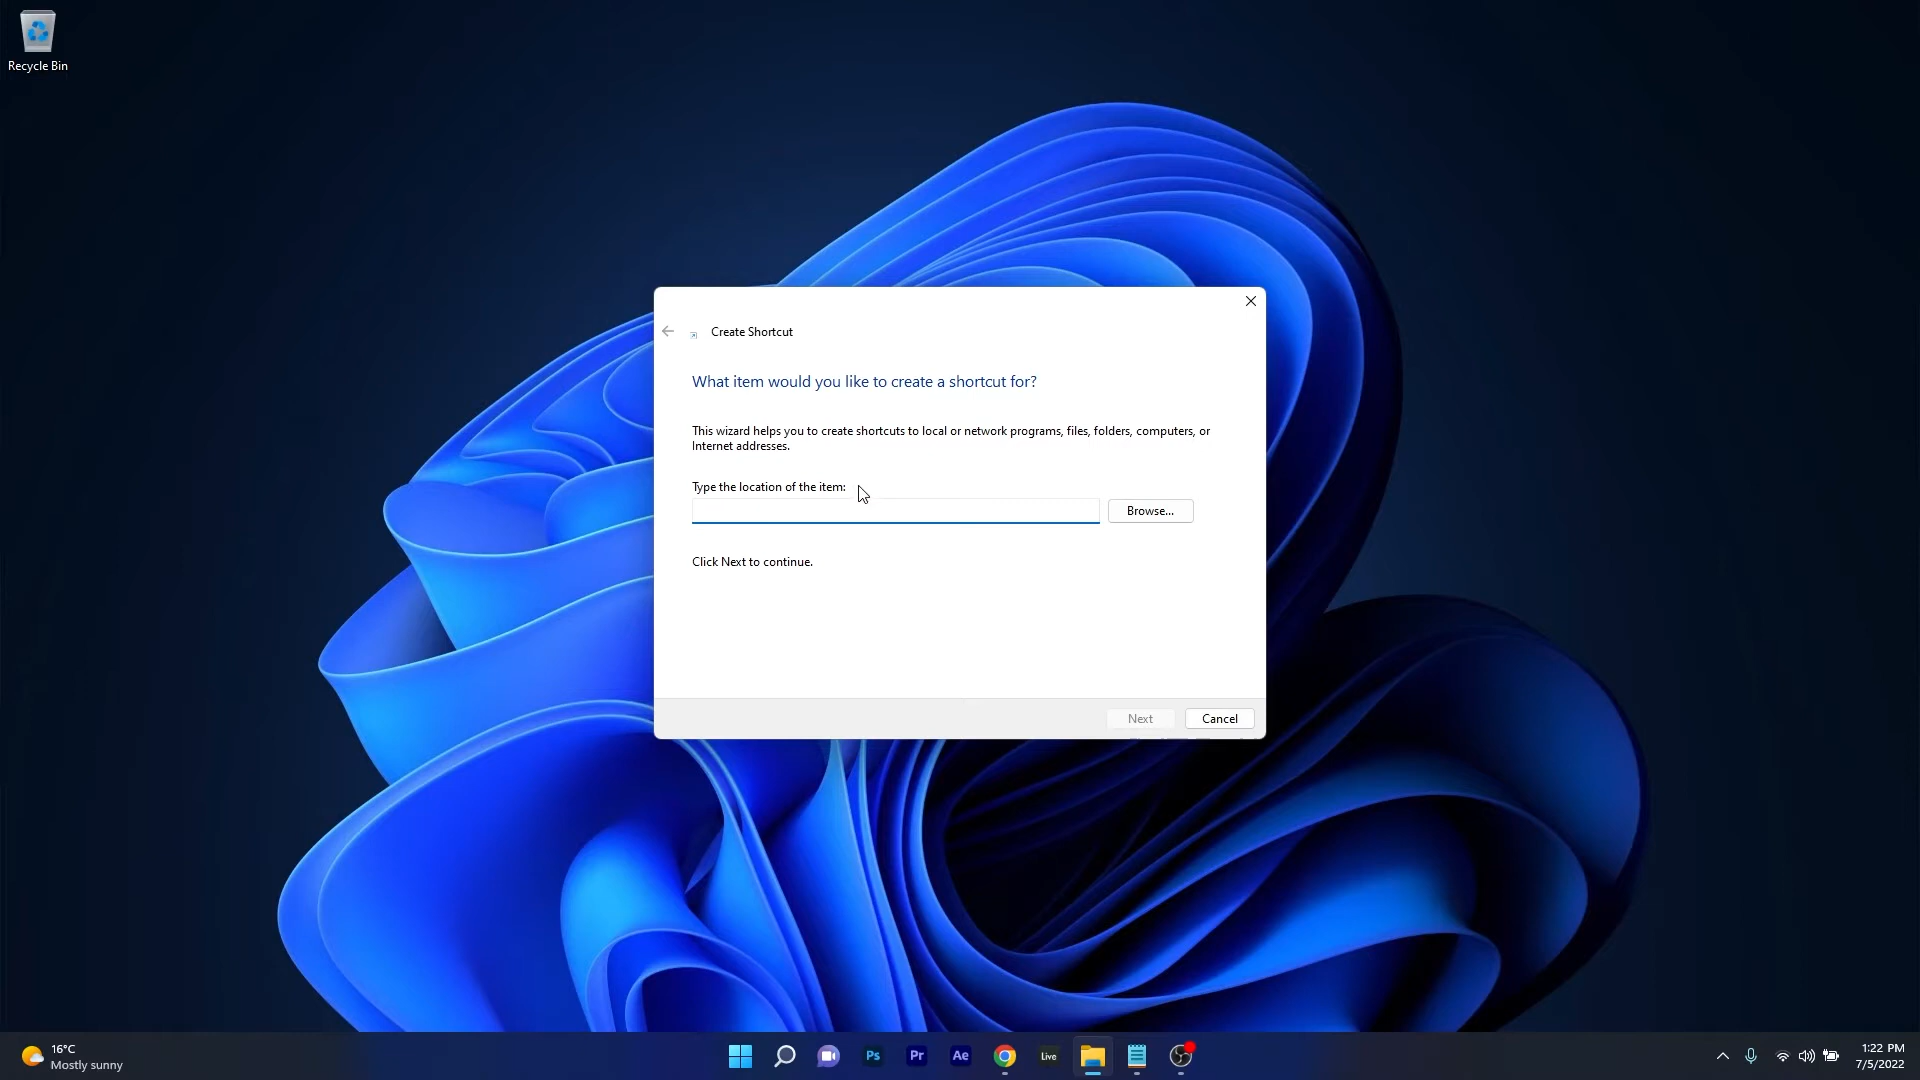 Recycle Bin
Create Shortcut
What item would you like to create a shortcut for?
This wizard helps you to create shortcuts to local or network programs, files, folders, computers, or
Internet addresses.
Type the location of the item:
Browse...
Click Next to continue.
Next
Cancel
16°C
Mostly sunny
Ps
Pr
Ae
Live
1:22 PM
7/5/2022